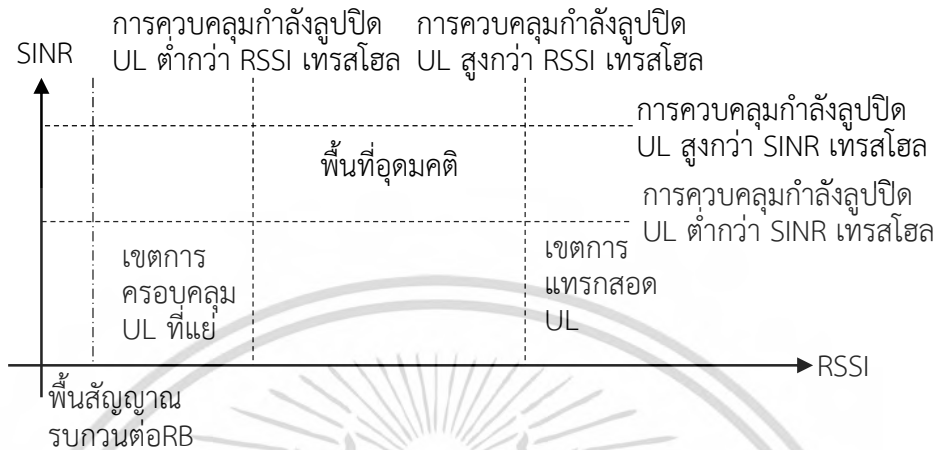 การควบคลุมกำลังลูปปิด
UL ต่ำกว่า RSSI เทรสโฮล
การควบคลุมกำลังลูปปิด
UL สูงกว่า RSSI เทรสโฮล
SINR
การควบคลุมกำลังลูปปิด
UL สูงกว่า SINR เทรสโฮล
พื้นที่อุดมคติ
การควบคลุมกำลังลูปปิด
UL ต่ำกว่า SINR เทรสโฮล
เขตการ
ครอบคลุม
UL ที่แย่
เขตการ
แทรกสอด
UL
RSSI
พื้นสัญญาณ
รบกวนต่อRB